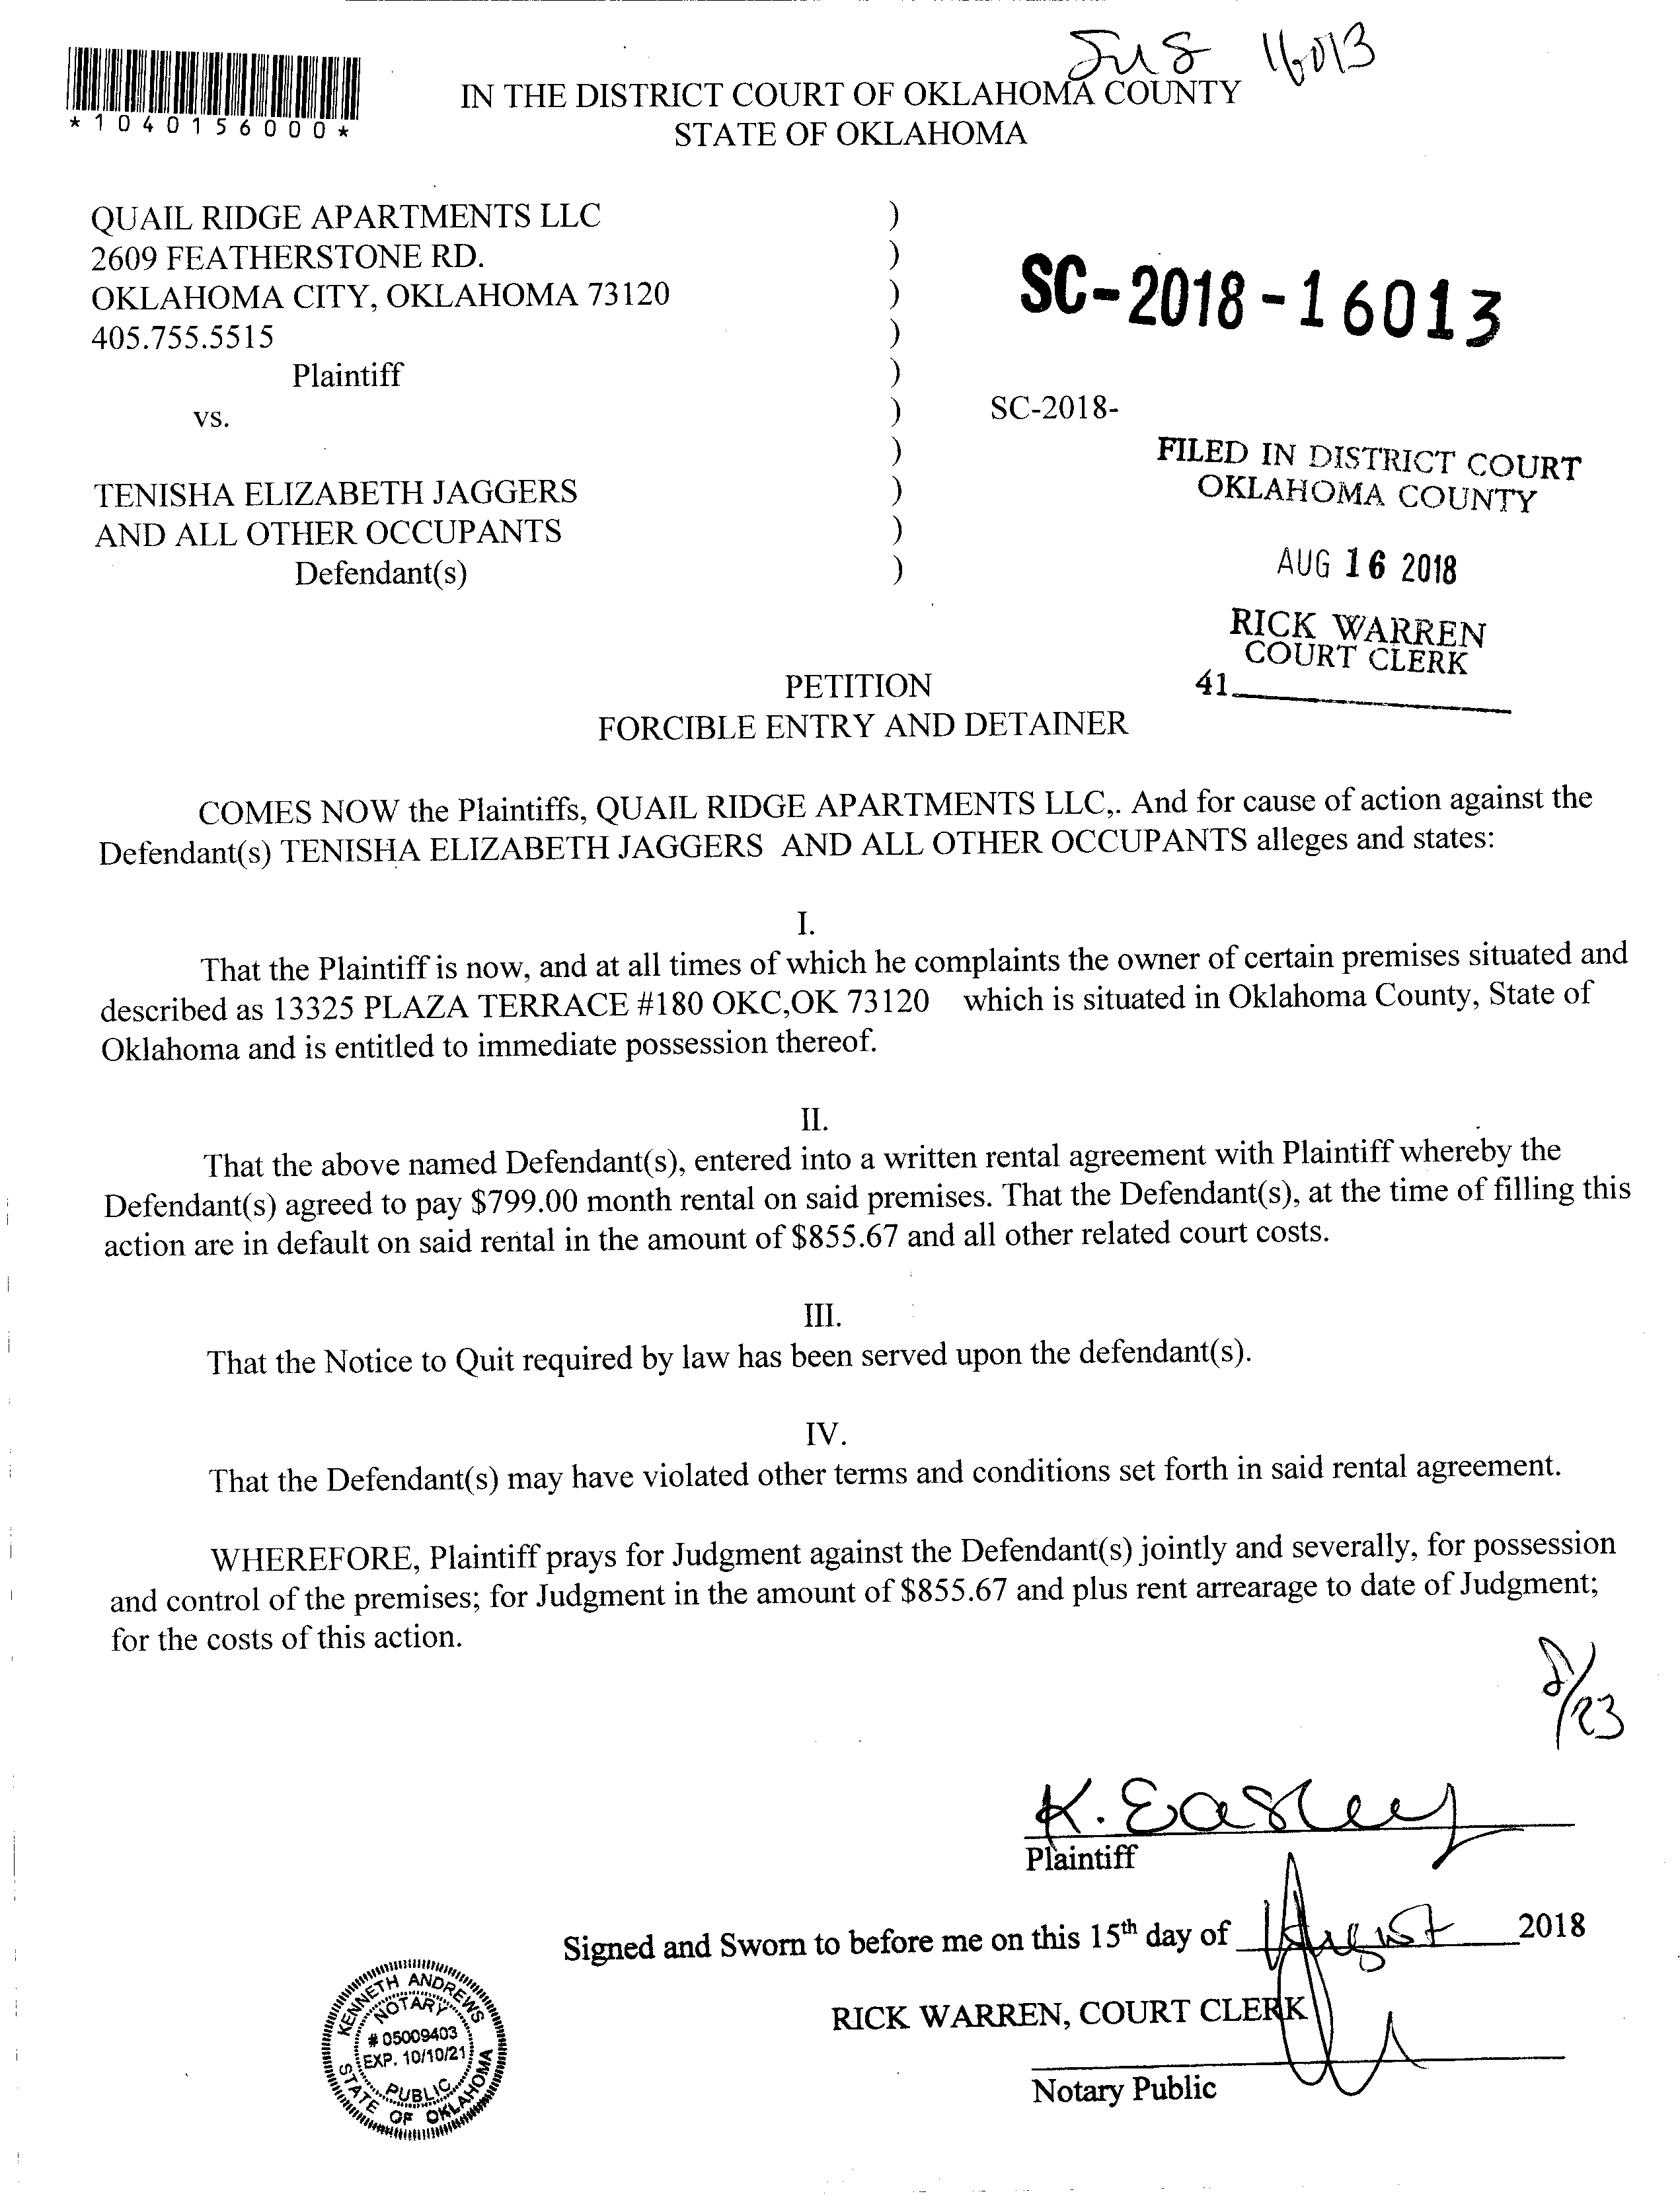 *1040156000*
Jus 16013
IN THE DISTRICT COURT OF OKLAHOMA COUNTY
STATE OF OKLAHOMA
QUAIL RIDGE APARTMENTS LLC )
2609 FEATHERSTONE RD. )
OKLAHOMA CITY, OKLAHOMA 73120 )
405.755.5515 )
Plaintiff )
vs. )
)
TENISHA ELIZABETH JAGGERS )
AND ALL OTHER OCCUPANTS )
Defendant(s) )
SC-2018-16013
SC-2018-
FILED IN DISTRICT COURT
OKLAHOMA COUNTY
AUG 16 2018
RICK WARREN
COURT CLERK
41
PETITION
FORCIBLE ENTRY AND DETAINER
COMES NOW the Plaintiffs, QUAIL RIDGE APARTMENTS LLC,. And for cause of action against the
Defendant(s) TENISHA ELIZABETH JAGGERS AND ALL OTHER OCCUPANTS alleges and states:
I.
That the Plaintiff is now, and at all times of which he complaints the owner of certain premises situated and
described as 13325 PLAZA TERRACE #180 OKC,OK 73120 which is situated in Oklahoma County, State of
Oklahoma and is entitled to immediate possession thereof.
II.
That the above named Defendant(s), entered into a written rental agreement with Plaintiff whereby the
Defendant(s) agreed to pay $799.00 month rental on said premises. That the Defendant(s), at the time of filling this
action are in default on said rental in the amount of $855.67 and all other related court costs.
III.
That the Notice to Quit required by law has been served upon the defendant(s).
IV.
That the Defendant(s) may have violated other terms and conditions set forth in said rental agreement.
WHEREFORE, Plaintiff prays for Judgment against the Defendant(s) jointly and severally, for possession
and control of the premises; for Judgment in the amount of $855.67 and plus rent arrearage to date of Judgment;
for the costs of this action.
8/23
K. Easley
Plaintiff
Signed and Sworn to before me on this 15th day of August 2018
RICK WARREN, COURT CLERK
Notary Public
KENNETH ANDREWS
NOTARY
# 05009403
EXP. 10/10/21
PUBLIC
STATE OF OKLAHOMA